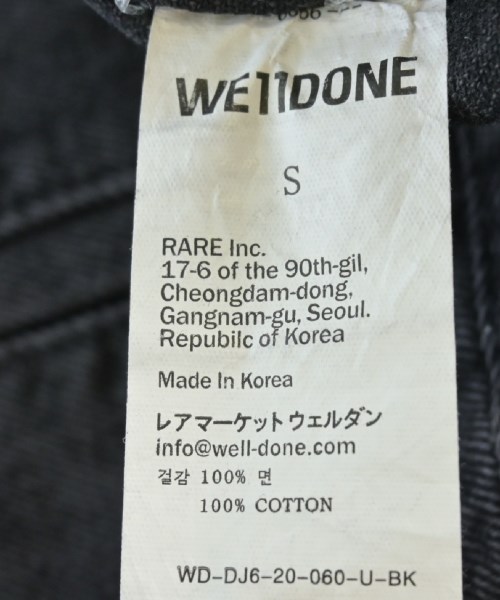 WE11DONE
S
RARE Inc.
17-6 of the 90th-gil,
Cheongdam-dong,
Gangnam-gu, Seoul.
Repubilc of Korea
Made In Korea
レアマーケット ウェルダン
info@well-done.com
겉감 100% 면
100% COTTON
WD-DJ6-20-060-U-BK